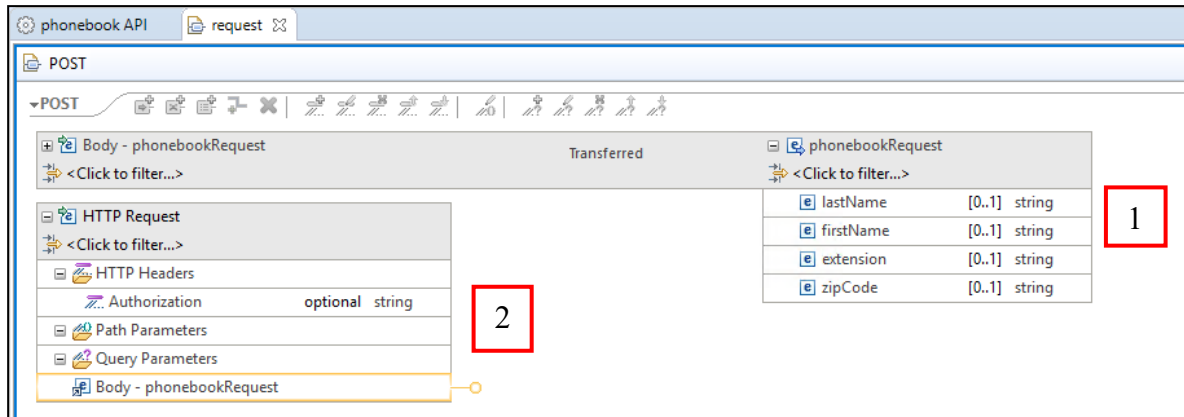 phonebook API request
POST
POST
Body - phonebookRequest Transferred phonebookRequest
<Click to filter...> <Click to filter...>
lastName [0..1] string
firstName [0..1] string
extension [0..1] string
zipCode [0..1] string
1
HTTP Request
<Click to filter...>
HTTP Headers
Authorization optional string
Path Parameters
Query Parameters
Body - phonebookRequest
2